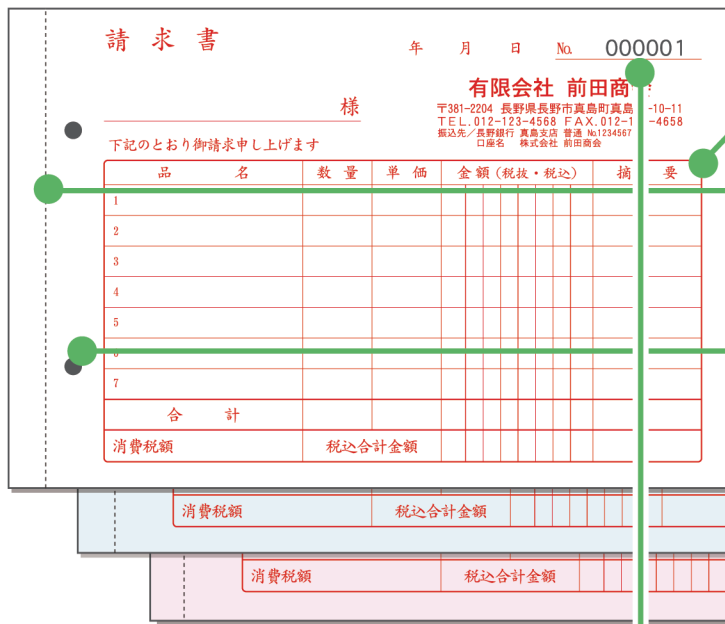 請求書
年 月 日 No. 000001
有限会社 前田商
様
〒381-2204 長野県長野市真島町真島 -10-11
TEL.012-123-4568 FAX.012-1 -4658
振込先／長野銀行 真島支店 普通 No.1234567
口座名 株式会社 前田商会
下記のとおり御請求申し上げます
品名 数量 単価 金額(税抜・税込) 摘要
1
2
3
4
5
7
合計
消費税額 税込合計金額
消費税額 税込合計金額
消費税額 税込合計金額